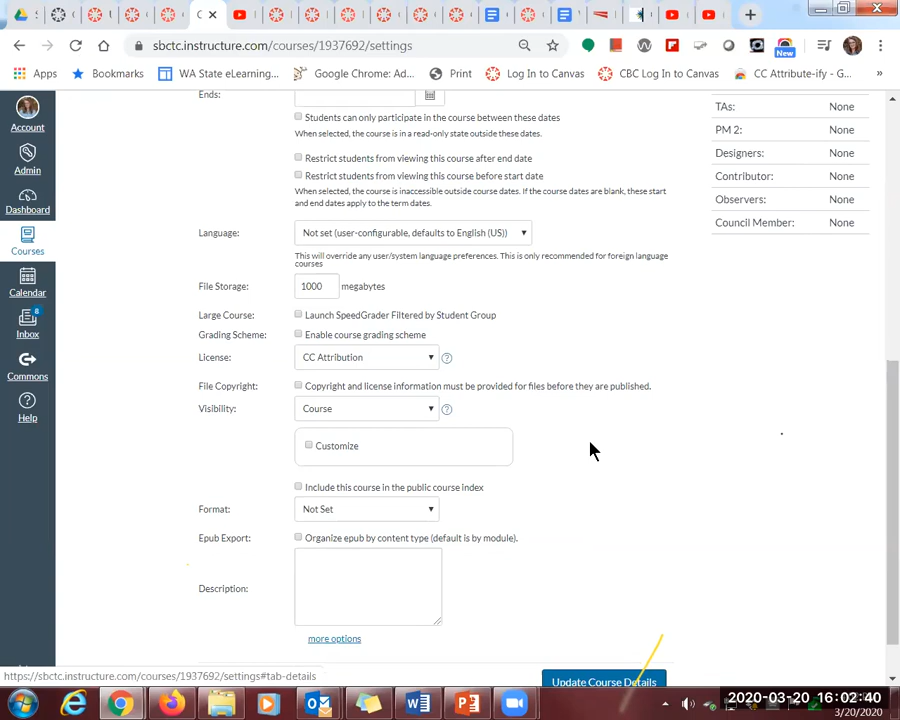 C
sbctc.instructure.com/courses/1937692/settings
New
Apps
Bookmarks
WA State eLearning...
Google Chrome: Ad...
Print
Log In to Canvas
CBC Log In to Canvas
CC Attribute-ify - G...
»
Account
Admin
Dashboard
Courses
Calendar
8
Inbox
Commons
Help
Ends:
Students can only participate in the course between these dates
When selected, the course is in a read-only state outside these dates.
Restrict students from viewing this course after end date
Restrict students from viewing this course before start date
When selected, the course is inaccessible outside course dates. If the course dates are blank, these start
and end dates apply to the term dates.
Language:
Not set (user-configurable, defaults to English (US))
This will override any user/system language preferences. This is only recommended for foreign language
courses
File Storage:
1000
megabytes
Large Course:
Launch SpeedGrader Filtered by Student Group
Grading Scheme:
Enable course grading scheme
License:
CC Attribution
File Copyright:
Copyright and license information must be provided for files before they are published.
Visibility:
Course
Customize
Include this course in the public course index
Format:
Not Set
Epub Export:
Organize epub by content type (default is by module).
Description:
more options
Update Course Details
TAs: None
PM 2: None
Designers: None
Contributor: None
Observers: None
Council Member: None
https://sbctc.instructure.com/courses/1937692/settings#tab-details
2020-03-20 16:02:40
3/20/2020